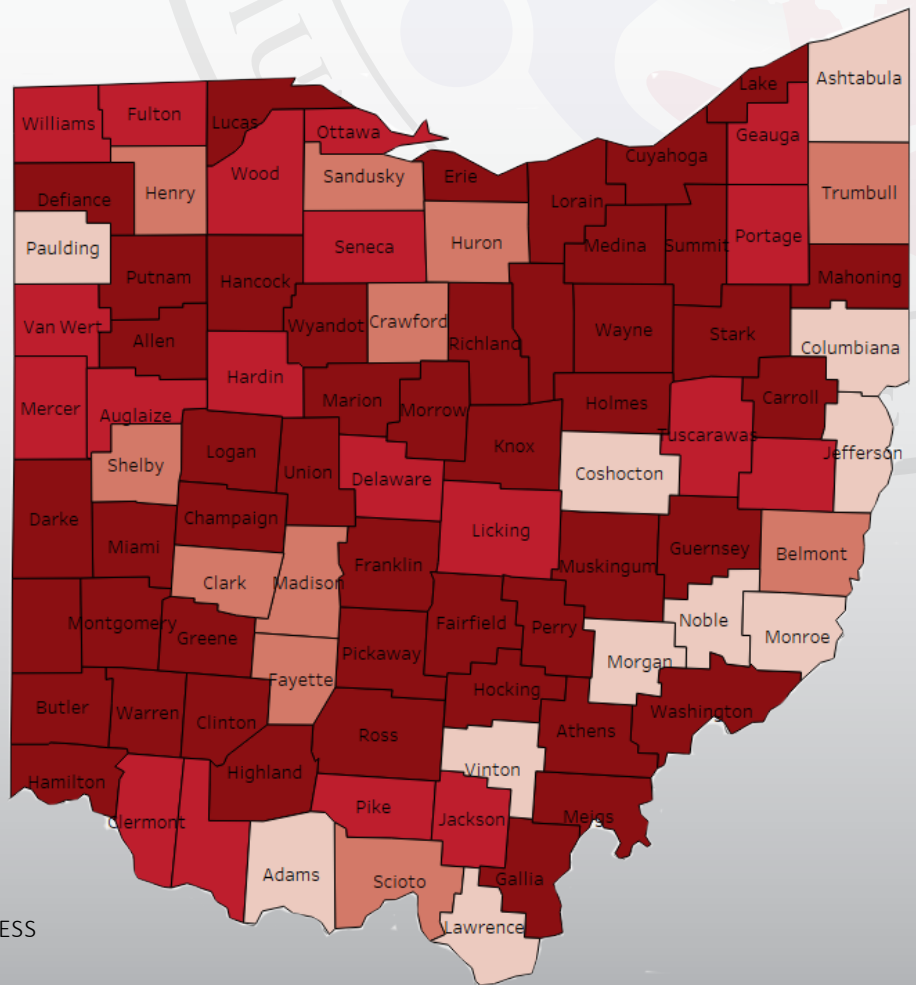 Ashtabula
Lake
Williams
Fulton
Lucas
Ottawa
Geauga
Cuyahoga
Wood
Sandusky
Erie
Henry
Trumbull
Defiance
Lorain
Portage
Paulding
Seneca
Huron
Medina
Summit
Putnam
Hancock
Mahoning
Van Wert
Wyandot
Crawford
Wayne
Stark
Allen
Richland
Columbiana
Hardin
Mercer
Auglaize
Marion
Morrow
Holmes
Carroll
Tuscarawas
Logan
Knox
Jefferson
Shelby
Union
Delaware
Coshocton
Darke
Champaign
Licking
Miami
Guernsey
Belmont
Franklin
Muskingum
Clark
Madison
Montgomery
Greene
Fairfield
Perry
Noble
Monroe
Pickaway
Morgan
Fayette
Hocking
Butler
Warren
Clinton
Washington
Ross
Athens
Vinton
Highland
Hamilton
Pike
Jackson
Meigs
Clermont
Adams
Scioto
Gallia
Lawrence
ESS